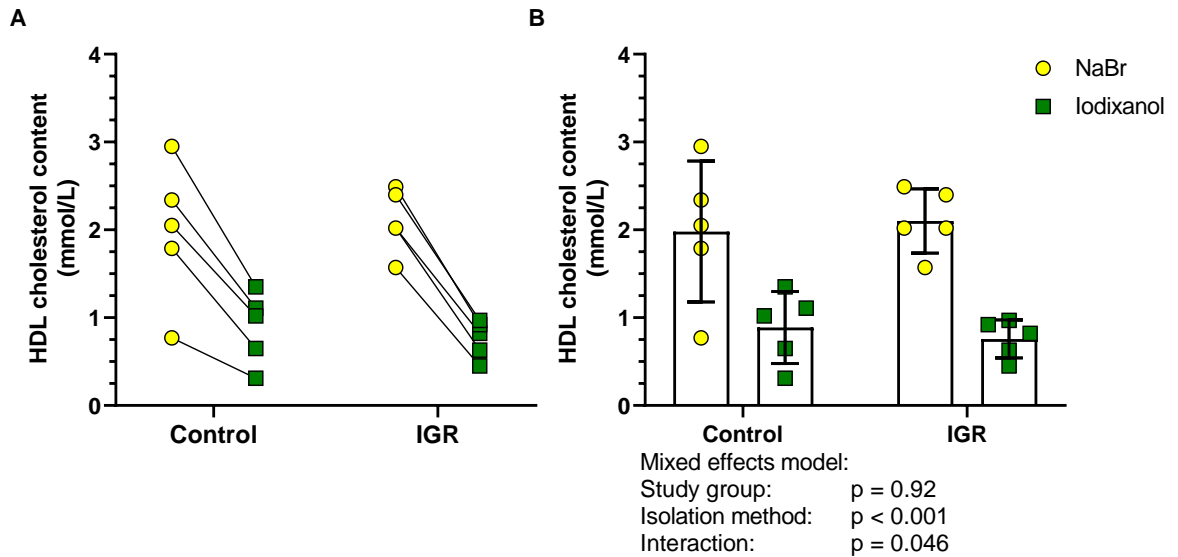 A
HDL cholesterol content
(mmol/L)
4
3
2
1
0
Control
IGR
B
HDL cholesterol content
(mmol/L)
4
3
2
1
0
Control
IGR
NaBr
Iodixanol
Mixed effects model:
Study group: p = 0.92
Isolation method: p < 0.001
Interaction: p = 0.046